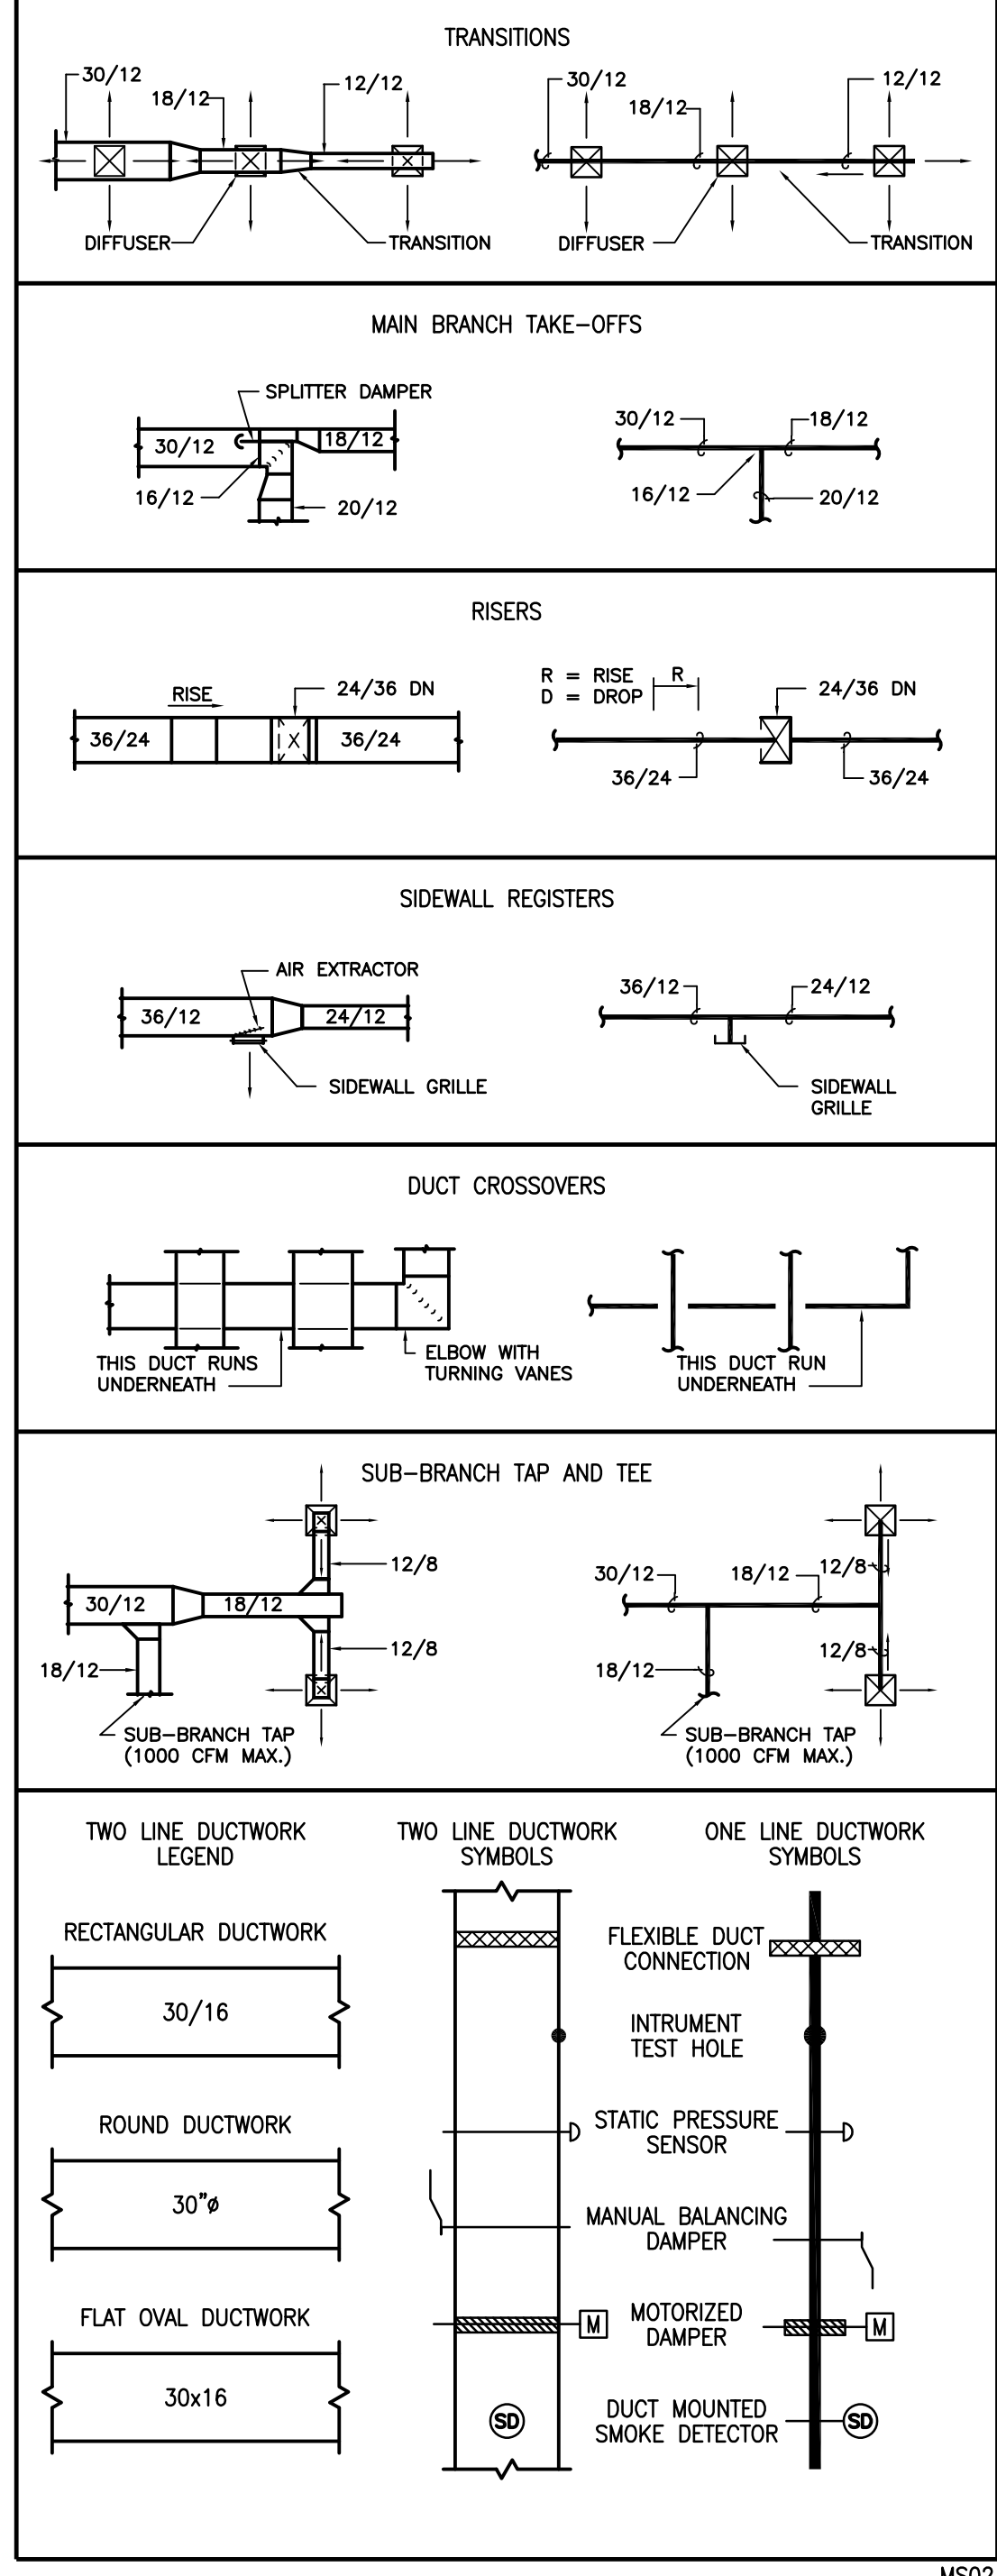 TRANSITIONS
30/12
18/12
12/12
30/12
18/12
12/12
DIFFUSER
TRANSITION
DIFFUSER
TRANSITION
MAIN BRANCH TAKE-OFFS
SPLITTER DAMPER
30/12
18/12
16/12
20/12
30/12
18/12
16/12
20/12
RISERS
RISE
24/36 DN
36/24
36/24
R = RISE
D = DROP
R
24/36 DN
36/24
36/24
SIDEWALL REGISTERS
AIR EXTRACTOR
36/12
24/12
SIDEWALL GRILLE
36/12
24/12
SIDEWALL
GRILLE
DUCT CROSSOVERS
THIS DUCT RUNS
UNDERNEATH
ELBOW WITH
TURNING VANES
THIS DUCT RUN
UNDERNEATH
SUB-BRANCH TAP AND TEE
12/8
30/12
18/12
12/8
18/12
SUB-BRANCH TAP
(1000 CFM MAX.)
30/12
18/12
12/8
12/8
18/12
SUB-BRANCH TAP
(1000 CFM MAX.)
TWO LINE DUCTWORK
LEGEND
TWO LINE DUCTWORK
SYMBOLS
ONE LINE DUCTWORK
SYMBOLS
RECTANGULAR DUCTWORK
30/16
ROUND DUCTWORK
30"ø
FLAT OVAL DUCTWORK
30x16
FLEXIBLE DUCT
CONNECTION
INTRUMENT
TEST HOLE
STATIC PRESSURE
SENSOR
MANUAL BALANCING
DAMPER
M
MOTORIZED
DAMPER
M
SD
DUCT MOUNTED
SMOKE DETECTOR
SD
MS02